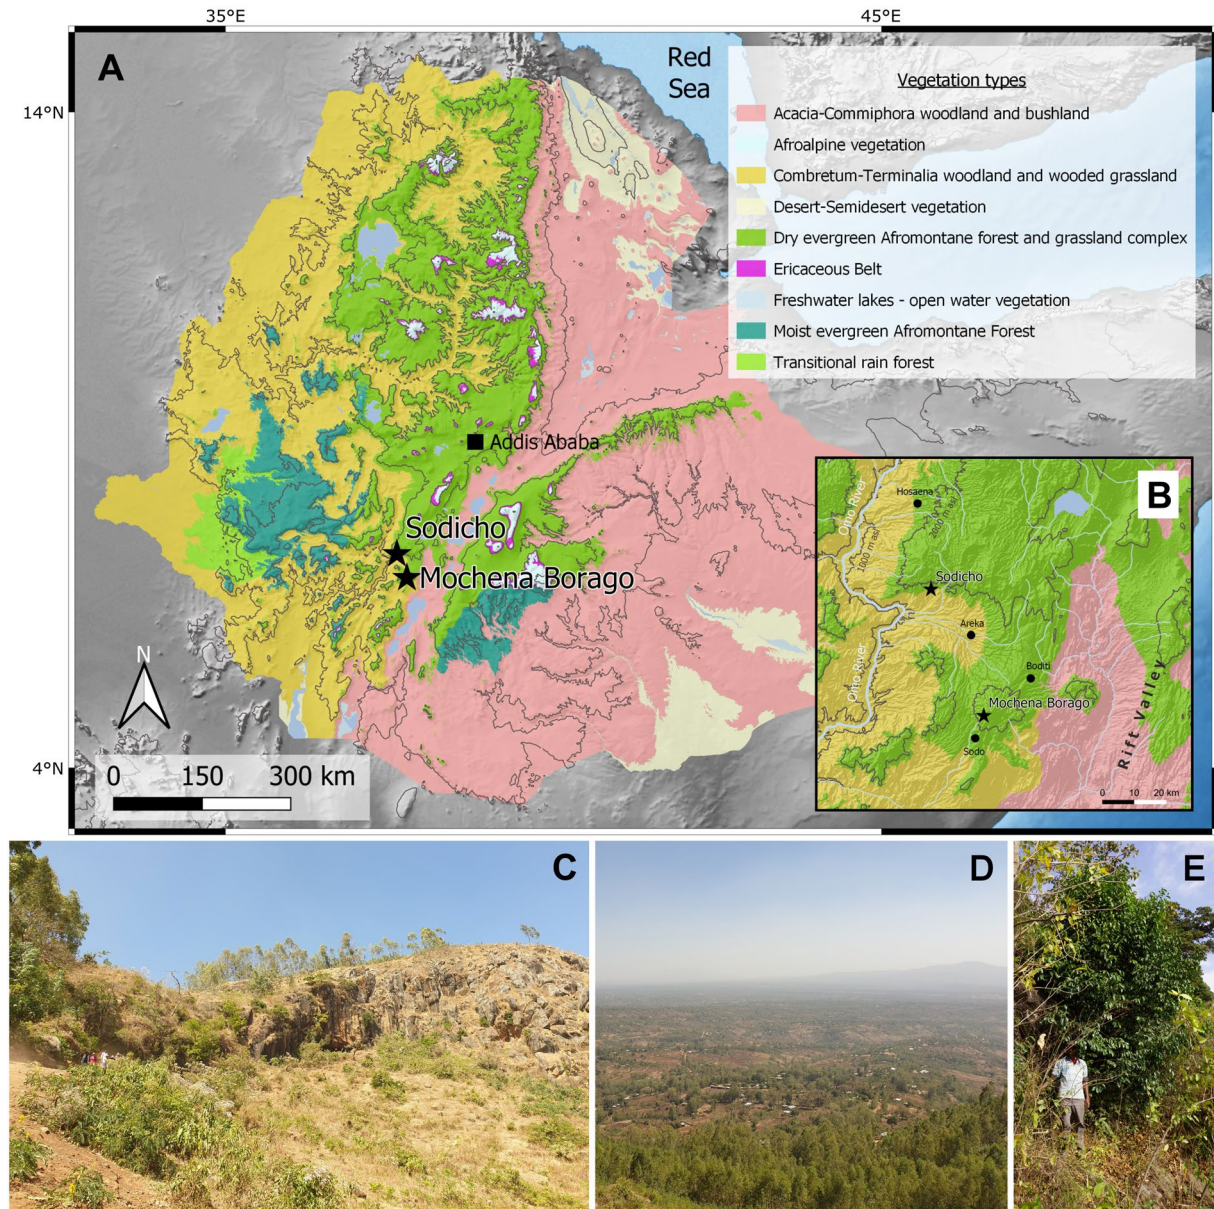 35°E
45°E
14°N
4°N
A
Red
Sea
Vegetation types
Acacia-Commiphora woodland and bushland
Afroalpine vegetation
Combretum-Terminalia woodland and wooded grassland
Desert-Semidesert vegetation
Dry evergreen Afromontane forest and grassland complex
Ericaceous Belt
Freshwater lakes - open water vegetation
Moist evergreen Afromontane Forest
Transitional rain forest
Addis Ababa
Sodicho
Mochena Borago
N
0 150 300 km
B
Omo River
Hosaena
2000 m asl
1000 m asl
Sodicho
Areka
Omo River
Boditi
Mochena Borago
Sodo
Rift Valley
0 10 20 km
C
D
E